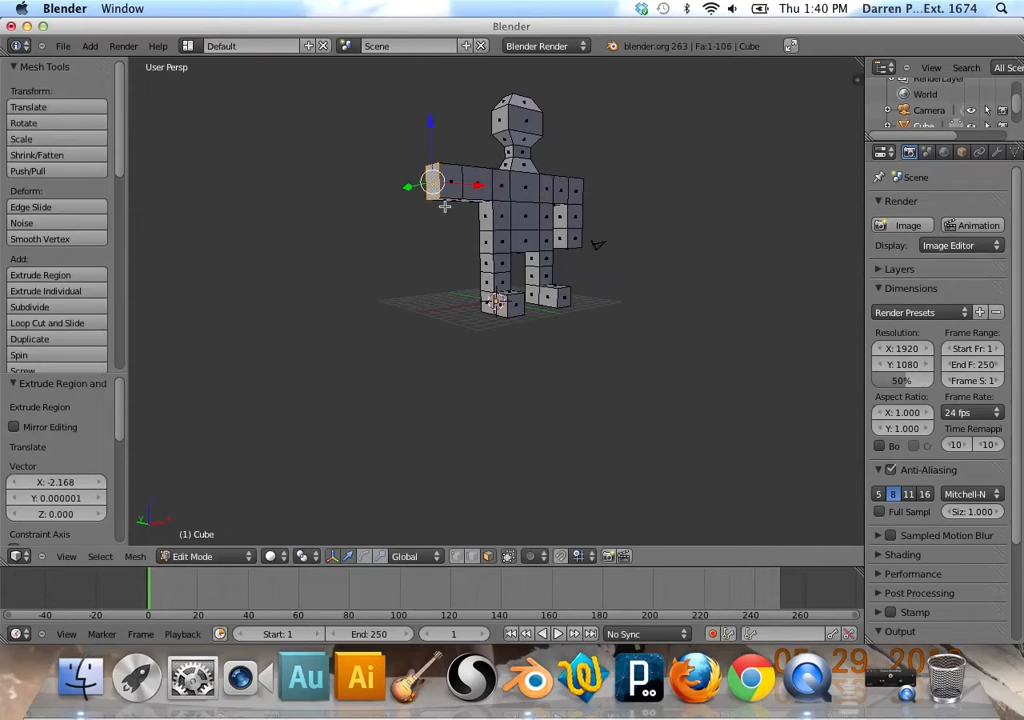 Blender Window Thu 1:40 PM Darren P...Ext. 1674
Blender
File Add Render Help Default Scene Blender Render blender.org 263 | Fa:1-106 | Cube View Search All Scen
Mesh Tools
User Persp
Transform:
Translate
Rotate
Scale
Shrink/Fatten
Push/Pull
Deform:
Edge Slide
Noise
Smooth Vertex
Add:
Extrude Region
Extrude Individual
Subdivide
Loop Cut and Slide
Duplicate
Spin
Screw
Extrude Region and
Extrude Region
Mirror Editing
Translate
Vector
X: -2.168
Y: 0.000001
Z: 0.000
Constraint Axis
(1) Cube
RenderLayer
World
Camera
Cube
Scene
Render
Image Animation
Display: Image Editor
Layers
Dimensions
Render Presets
Resolution: Frame Range:
X: 1920 Start Fr: 1
Y: 1080 End F: 250
50% Frame S: 1
Aspect Ratio: Frame Rate:
X: 1.000 24 fps
Y: 1.000 Time Remappi
Bo Cr 10 10
Anti-Aliasing
5 8 11 16 Mitchell-N
Full Sampl Siz: 1.000
Sampled Motion Blur
Shading
Performance
Post Processing
Stamp
Output
View Select Mesh Edit Mode Global
-40 -20 0 20 40 60 80 100 120 140 160 180 200 220 240 260
View Marker Frame Playback Start: 1 End: 250 1 No Sync
Au Ai P..